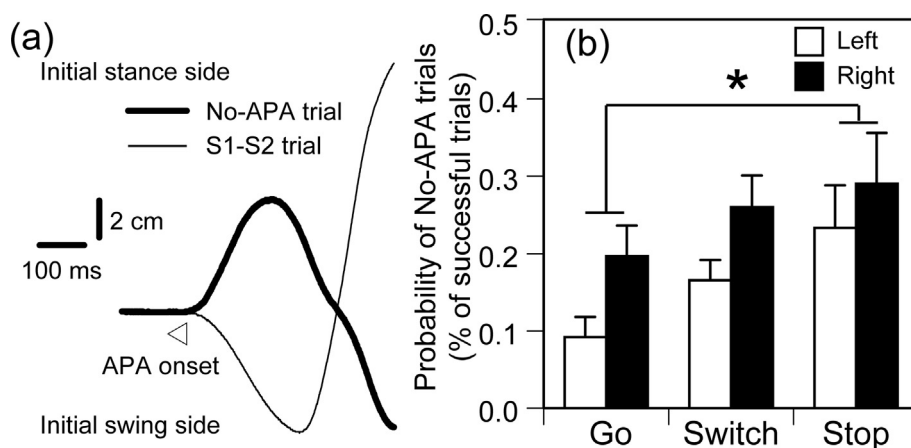 (a)
Initial stance side
No-APA trial
S1-S2 trial
2 cm
100 ms
APA onset
Initial swing side
(b)
Probability of No-APA trials
(% of successful trials)
0.5
0.4
0.3
0.2
0.1
0.0
Left
Right
*
Go Switch Stop